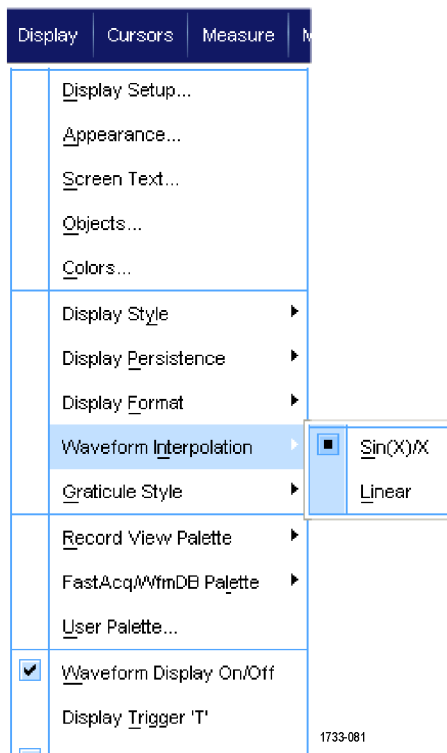 Display Cursors Measure
Display Setup...
Appearance...
Screen Text...
Objects...
Colors...
Display Style
Display Persistence
Display Format
Waveform Interpolation
Sin(X)/X
Graticule Style
Linear
Record View Palette
FastAcq/WfmDB Palette
User Palette...
Waveform Display On/Off
Display Trigger 'T'
1733-081